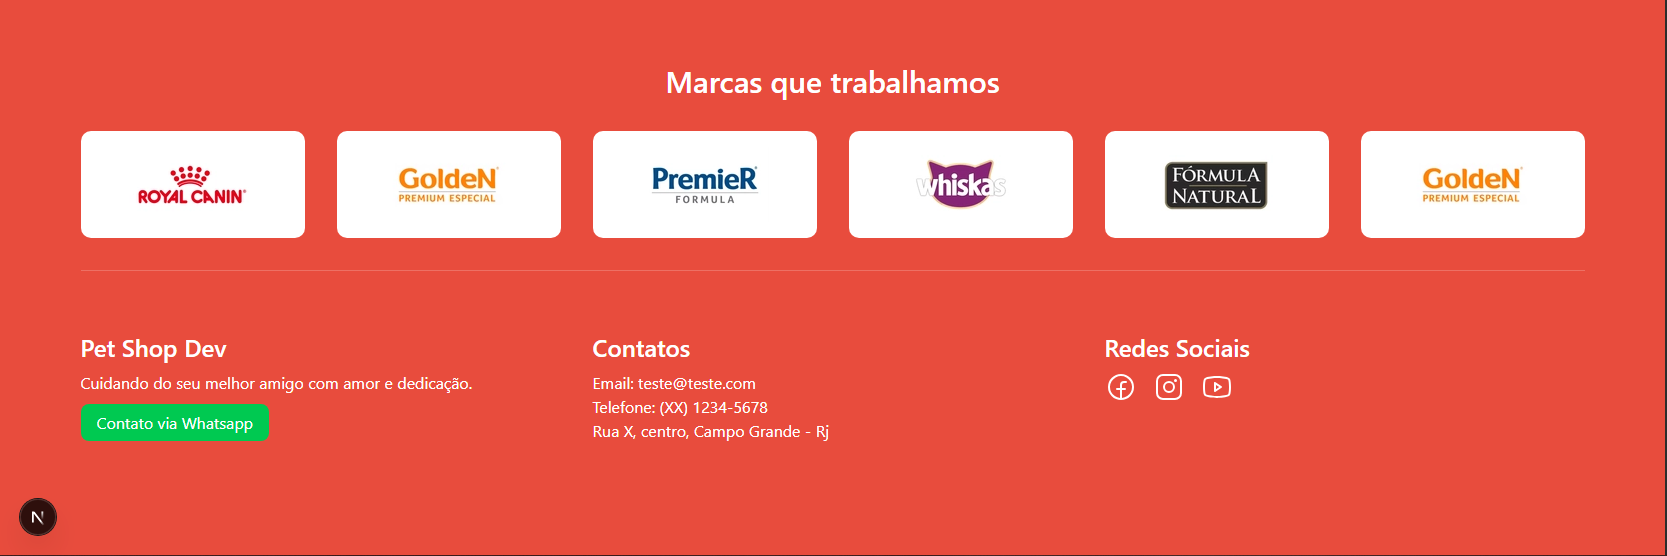 Marcas que trabalhamos
ROYAL CANIN
GoldeN
PREMIUM ESPECIAL
PremieR
FORMULA
whiskas
FÓRMULA
NATURAL
GoldeN
PREMIUM ESPECIAL
Pet Shop Dev
Cuidando do seu melhor amigo com amor e dedicação.
Contato via Whatsapp
Contatos
Email: teste@teste.com
Telefone: (XX) 1234-5678
Rua X, centro, Campo Grande - Rj
Redes Sociais
N